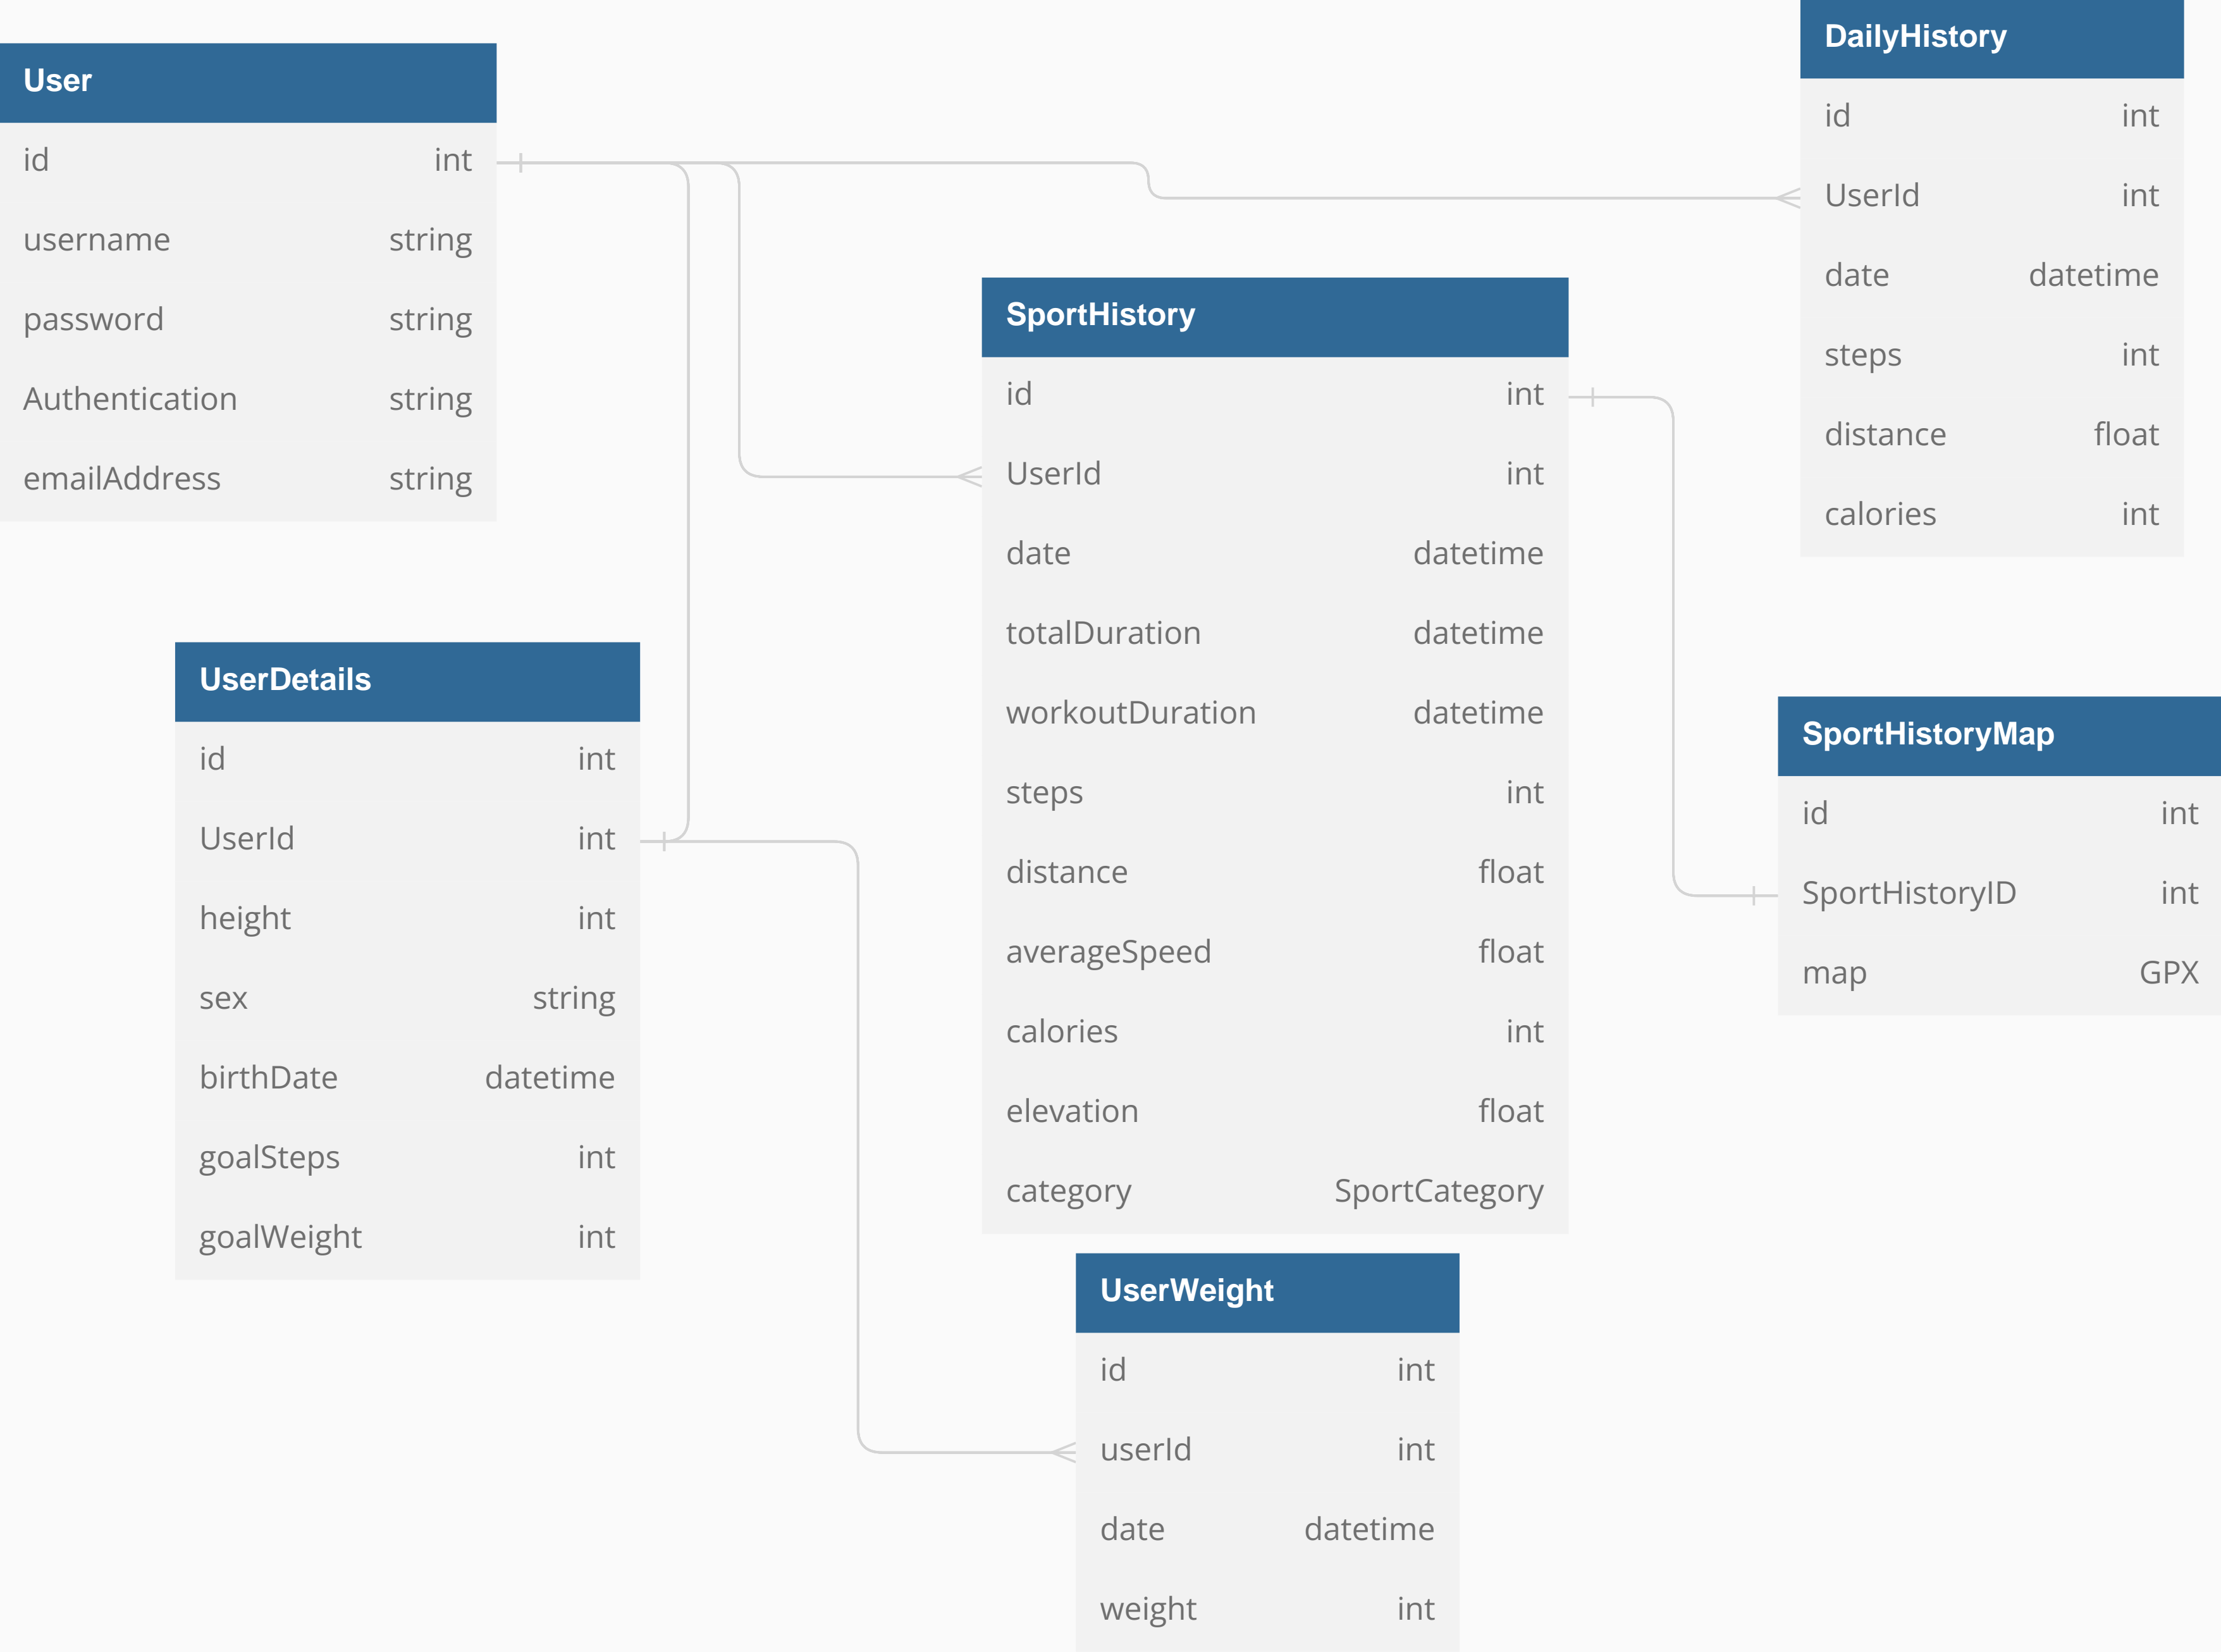 User
id int
username string
password string
Authentication string
emailAddress string
DailyHistory
id int
UserId int
date datetime
steps int
distance float
calories int
SportHistory
id int
UserId int
date datetime
totalDuration datetime
workoutDuration datetime
steps int
distance float
averageSpeed float
calories int
elevation float
category SportCategory
UserDetails
id int
UserId int
height int
sex string
birthDate datetime
goalSteps int
goalWeight int
SportHistoryMap
id int
SportHistoryID int
map GPX
UserWeight
id int
userId int
date datetime
weight int